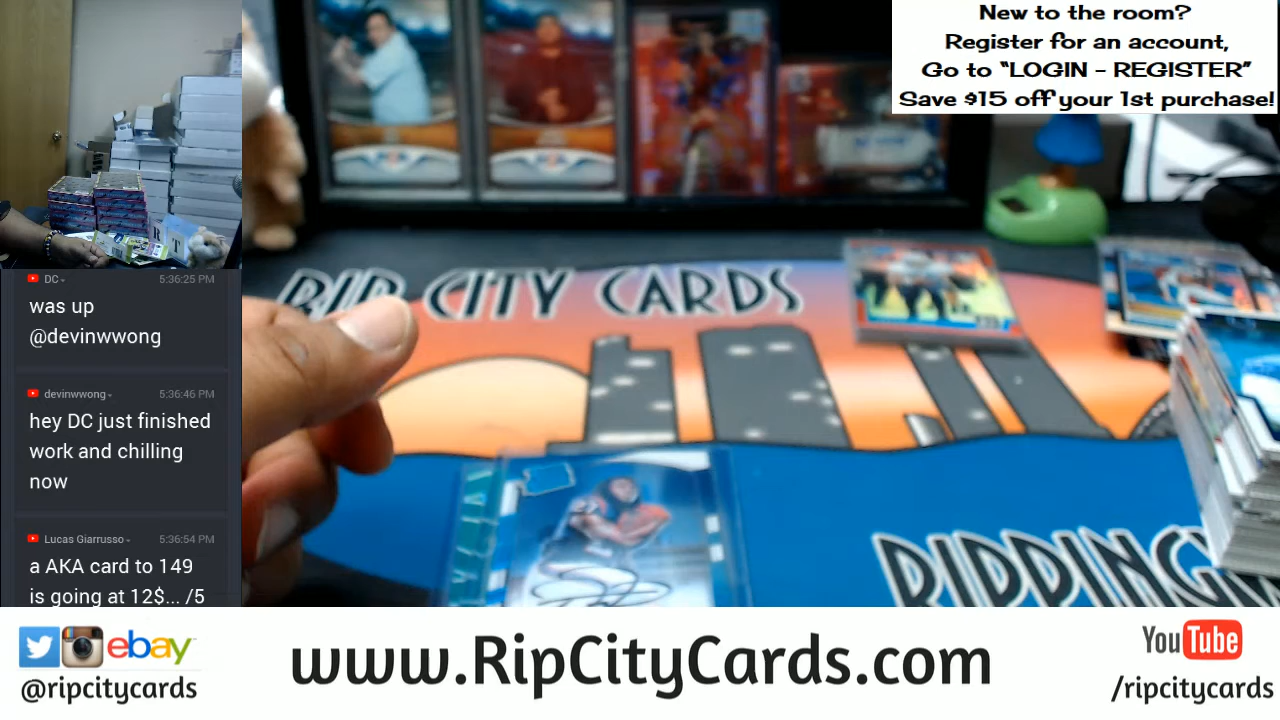 New to the room?
Register for an account,
Go to "LOGIN - REGISTER"
Save $15 off your 1st purchase!
DC
5:36:25 PM
was up
@devinwwong
devinwwong
5:36:46 PM
hey DC just finished
work and chilling
now
Lucas Giarrusso
5:36:54 PM
a AKA card to 149
is going at 12$... /5
RIP CITY CARDS
ebay
@ripcitycards
www.RipCityCards.com
YouTube
/ripcitycards